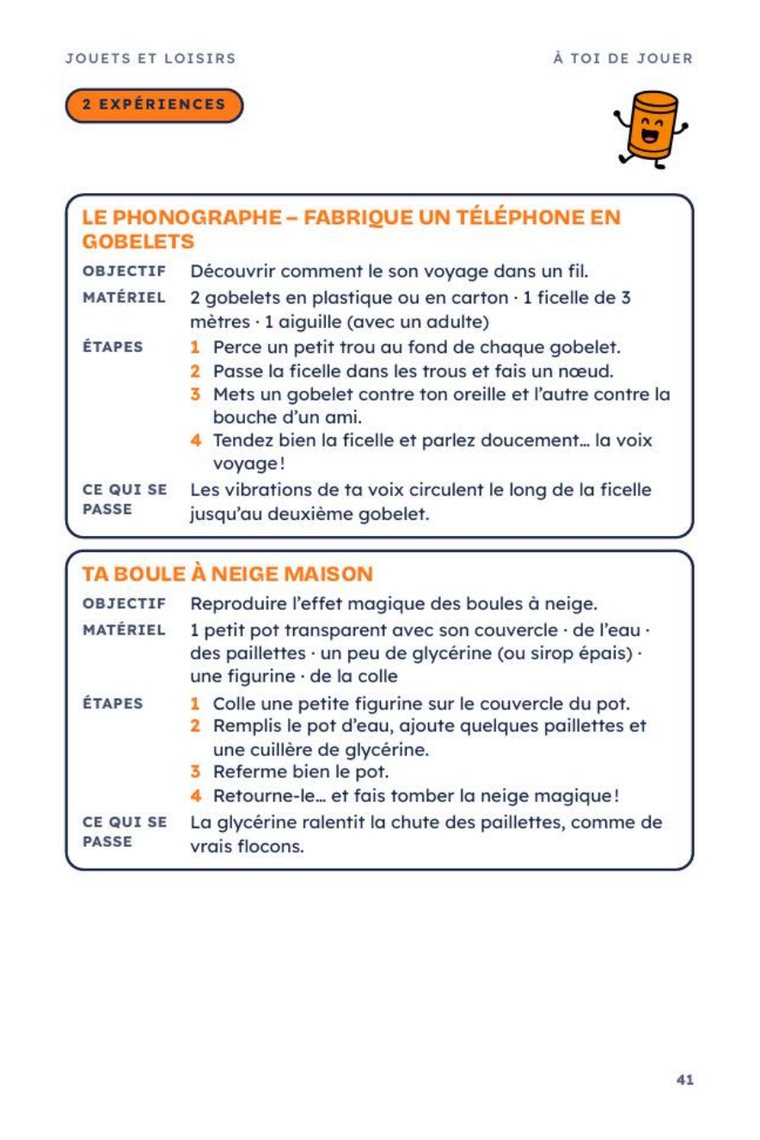 JOUETS ET LOISIRS
À TOI DE JOUER
2 EXPÉRIENCES
LE PHONOGRAPHE – FABRIQUE UN TÉLÉPHONE EN
GOBELETS
OBJECTIF Découvrir comment le son voyage dans un fil.
MATÉRIEL 2 gobelets en plastique ou en carton · 1 ficelle de 3
mètres · 1 aiguille (avec un adulte)
ÉTAPES 1 Perce un petit trou au fond de chaque gobelet.
2 Passe la ficelle dans les trous et fais un nœud.
3 Mets un gobelet contre ton oreille et l’autre contre la
bouche d’un ami.
4 Tendez bien la ficelle et parlez doucement… la voix
voyage !
CE QUI SE Les vibrations de ta voix circulent le long de la ficelle
PASSE jusqu’au deuxième gobelet.
TA BOULE À NEIGE MAISON
OBJECTIF Reproduire l’effet magique des boules à neige.
MATÉRIEL 1 petit pot transparent avec son couvercle · de l’eau ·
des paillettes · un peu de glycérine (ou sirop épais) ·
une figurine · de la colle
ÉTAPES 1 Colle une petite figurine sur le couvercle du pot.
2 Remplis le pot d’eau, ajoute quelques paillettes et
une cuillère de glycérine.
3 Referme bien le pot.
4 Retourne-le… et fais tomber la neige magique !
CE QUI SE La glycérine ralentit la chute des paillettes, comme de
PASSE vrais flocons.
41